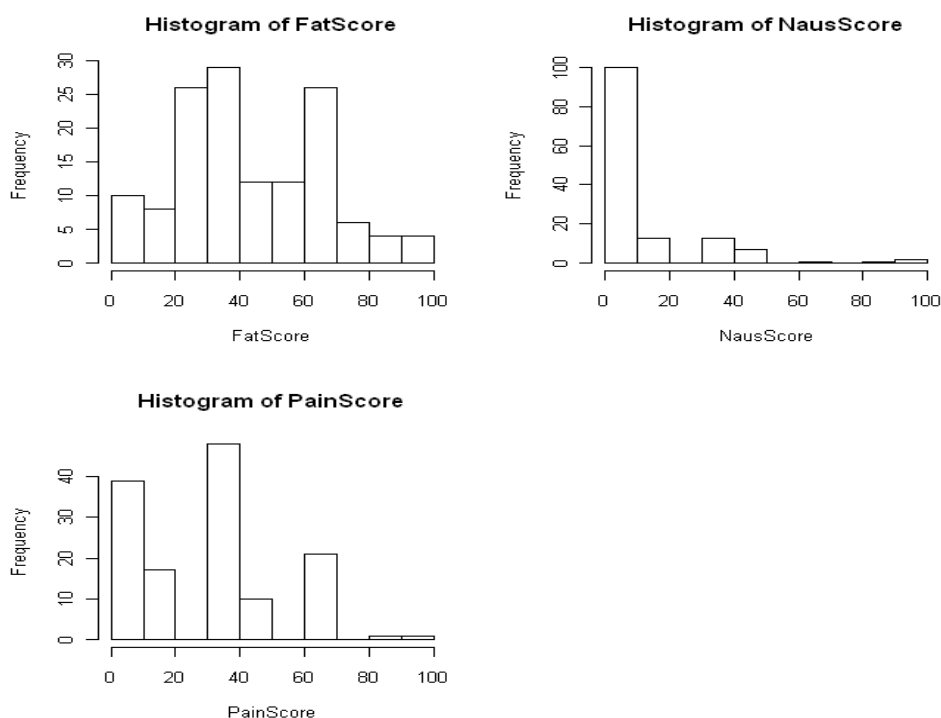 Histogram of FatScore
Frequency
0 5 10 15 20 25 30
0 20 40 60 80 100
FatScore
Histogram of NausScore
Frequency
0 20 40 60 80 100
0 20 40 60 80 100
NausScore
Histogram of PainScore
Frequency
0 10 20 30 40
0 20 40 60 80 100
PainScore